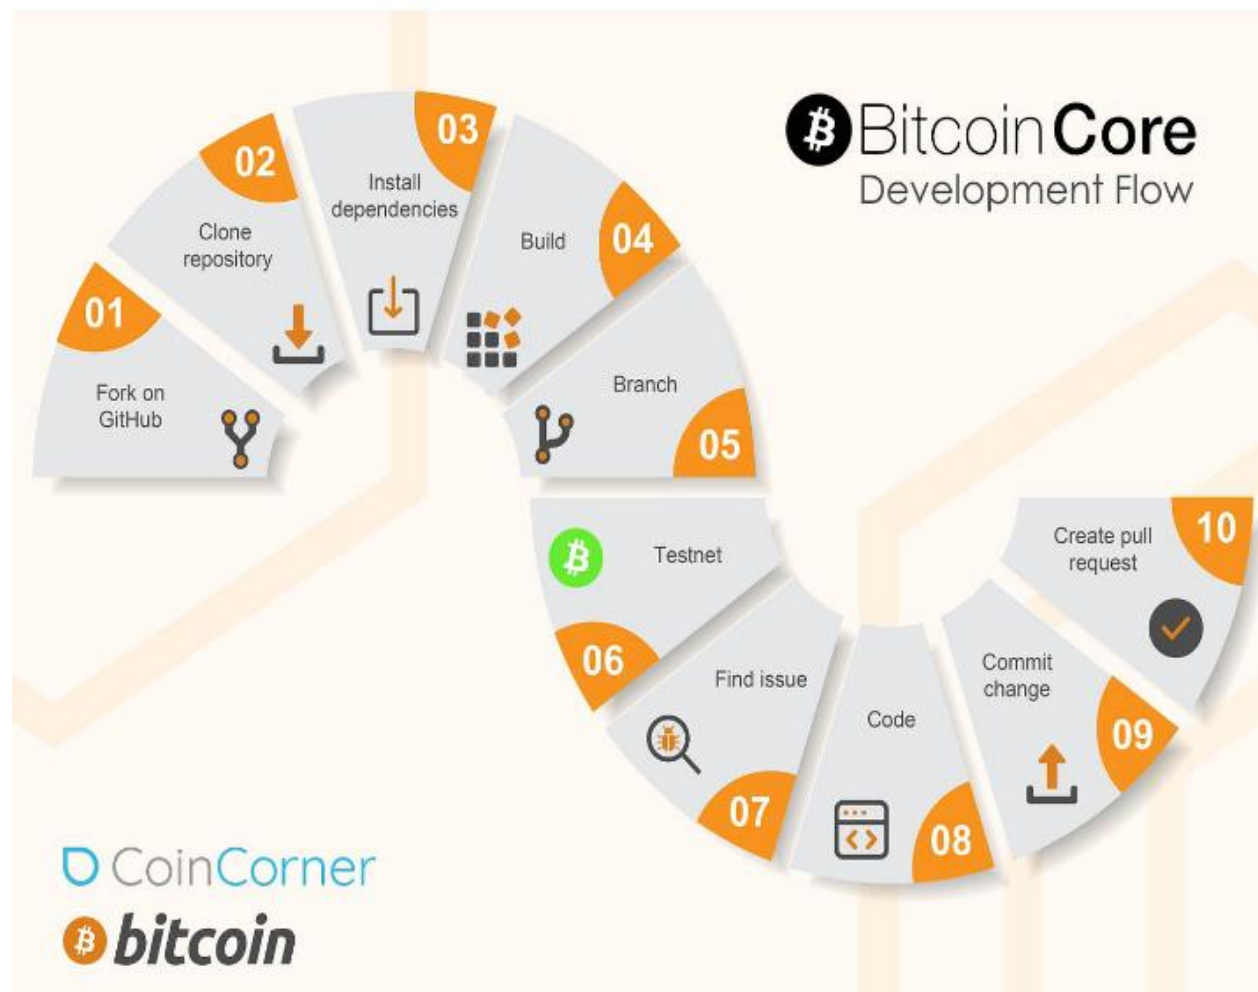 Bitcoin Core
Development Flow
01
Fork on
GitHub
02
Clone
repository
03
Install
dependencies
04
Build
05
Branch
06
Testnet
07
Find issue
08
Code
09
Commit
change
10
Create pull
request
CoinCorner
bitcoin